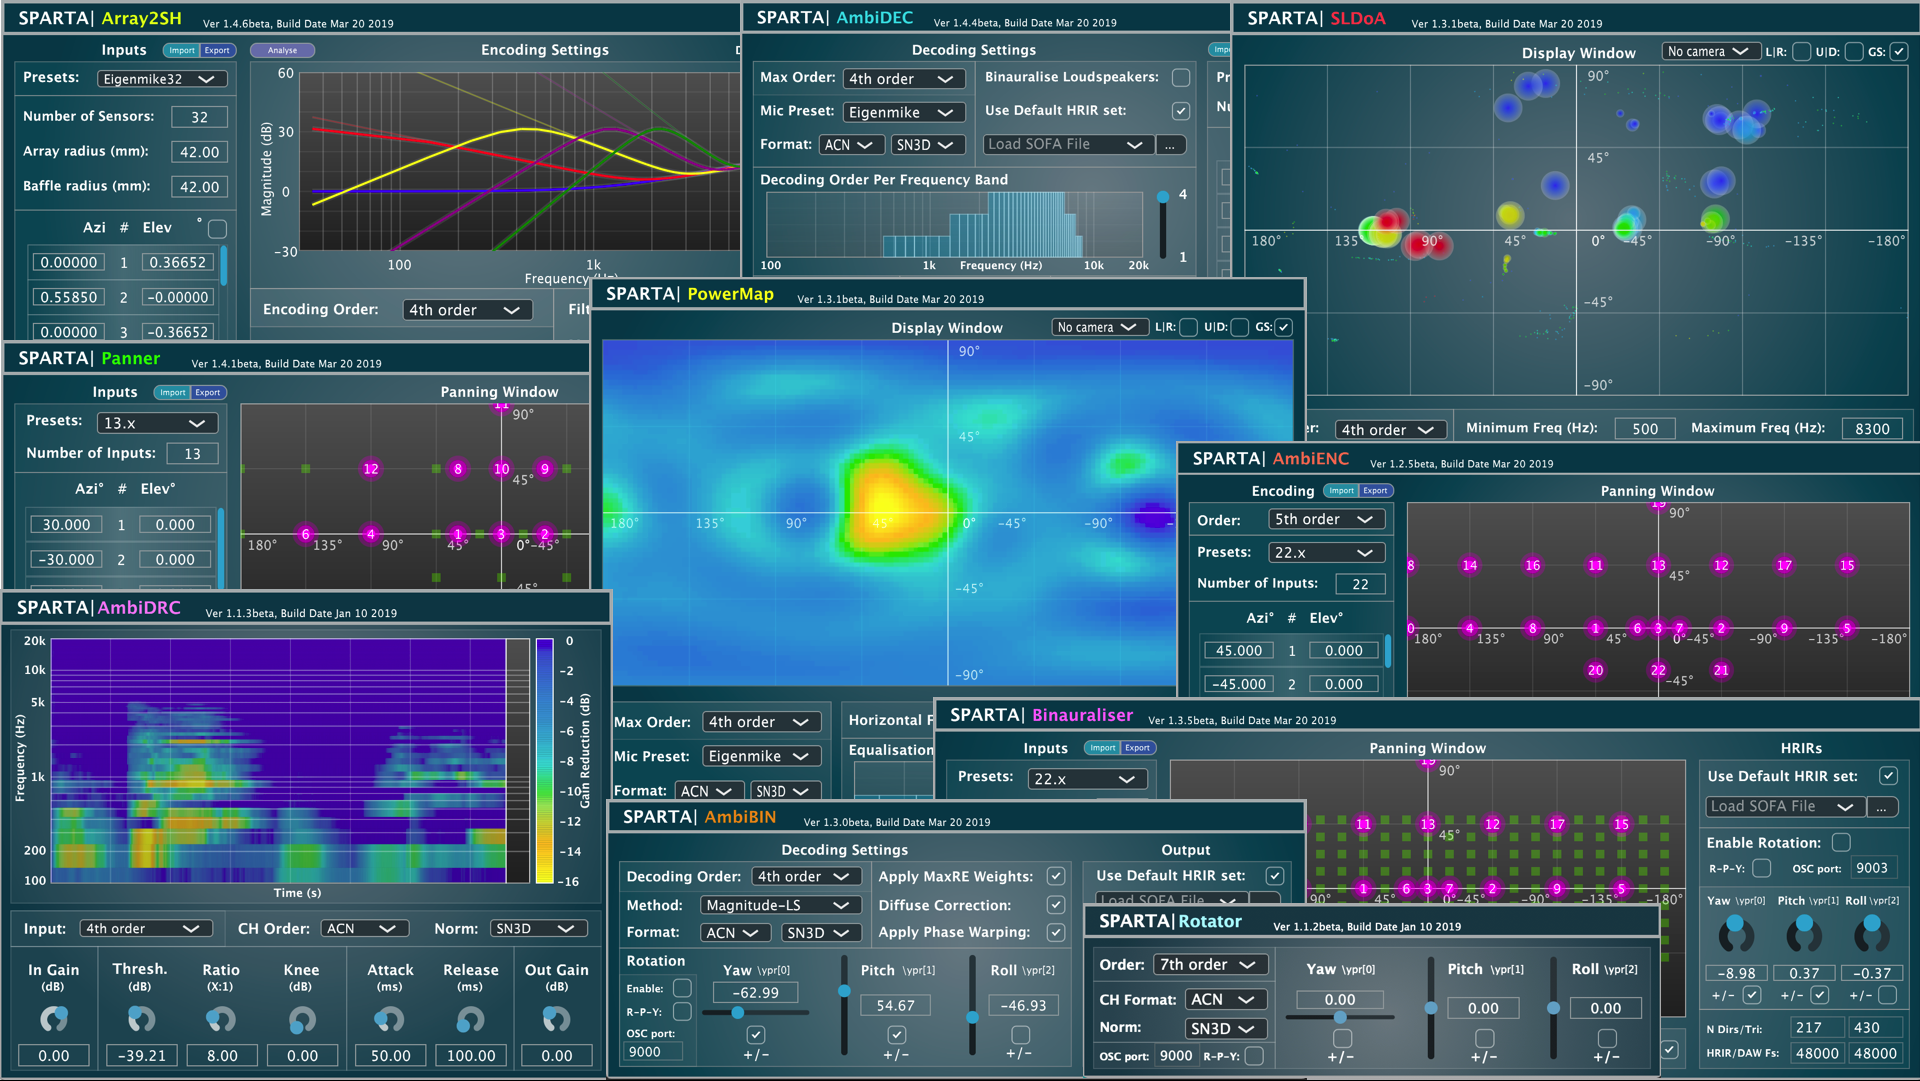 SPARTA| Array2SH Ver 1.4.6beta, Build Date Mar 20 2019
Inputs Import Export
Presets: Eigenmike32
Number of Sensors: 32
Array radius (mm): 42.00
Baffle radius (mm): 42.00
Azi # Elev °
0.00000 1 0.36652
0.55850 2 -0.00000
0.00000 3 -0.36652
Analyse Encoding Settings
Magnitude (dB)
60
30
0
-30
100 1k
Frequency (Hz)
Encoding Order: 4th order Filt
SPARTA| AmbiDEC Ver 1.4.4beta, Build Date Mar 20 2019
Decoding Settings
Max Order: 4th order Binauralise Loudspeakers:
Mic Preset: Eigenmike Use Default HRIR set:
Format: ACN SN3D Load SOFA File ...
Decoding Order Per Frequency Band
4
1
100 1k Frequency (Hz) 10k 20k
SPARTA| SLDoA Ver 1.3.1beta, Build Date Mar 20 2019
Display Window No camera L|R: U|D: GS:
90°
45°
180° 135 90° 45° 0° -45° -90° -135° -180°
-45°
-90°
4th order Minimum Freq (Hz): 500 Maximum Freq (Hz): 8300
SPARTA| Panner Ver 1.4.1beta, Build Date Mar 20 2019
Inputs Import Export Panning Window
Presets: 13.x
Number of Inputs: 13
Azi° # Elev°
30.000 1 0.000
-30.000 2 0.000
11 90°
12 8 10 9
45°
6 4 1 3 2
180° 135° 90° 45° 0° -45°
45°
SPARTA| PowerMap Ver 1.3.1beta, Build Date Mar 20 2019
Display Window No camera L|R: U|D: GS:
90°
45°
180° 135° 90° 45° 0° -45° -90°
-45°
-90°
Max Order: 4th order Horizontal F
Mic Preset: Eigenmike Equalisation
Format: ACN SN3D
SPARTA| AmbiENC Ver 1.2.5beta, Build Date Mar 20 2019
Encoding Import Export Panning Window
Order: 5th order
Presets: 22.x
Number of Inputs: 22
Azi° # Elev°
45.000 1 0.000
-45.000 2 0.000
19 90°
8 14 16 11 13 12 17 15
45°
0 4 8 1 6 3 7 2 9 5
180° 135° 90° 45° 0° -45° -90° -135° -180°
20 22 21
-45°
SPARTA| AmbiDRC Ver 1.1.3beta, Build Date Jan 10 2019
Frequency (Hz)
20k
10k
5k
1k
200
100
Time (s)
0
-2
-4
-6
-8
-10
-12
-14
-16
Gain Reduction (dB)
Input: 4th order CH Order: ACN Norm: SN3D
In Gain Thresh. Ratio Knee Attack Release Out Gain
(dB) (dB) (X:1) (dB) (ms) (ms) (dB)
0.00 -39.21 8.00 0.00 50.00 100.00 0.00
SPARTA| Binauraliser Ver 1.3.5beta, Build Date Mar 20 2019
Inputs Import Export Panning Window HRIRs
Presets: 22.x
19 90°
11 13 12 17 15
45°
1 6 3 7 2 9 5
90° 45° 0° -45° -90° -135° -180°
Use Default HRIR set:
Load SOFA File ...
Enable Rotation:
R-P-Y: OSC port: 9003
Yaw \ypr[0] Pitch \ypr[1] Roll \ypr[2]
-8.98 0.37 -0.37
+/- +/- +/-
N Dirs/Tri: 217 430
HRIR/DAW Fs: 48000 48000
SPARTA| AmbiBIN Ver 1.3.0beta, Build Date Mar 20 2019
Decoding Settings Output
Decoding Order: 4th order Apply MaxRE Weights: Use Default HRIR set:
Method: Magnitude-LS Diffuse Correction: Load SOFA File
Format: ACN SN3D Apply Phase Warping:
Rotation Yaw \ypr[0] Pitch \ypr[1] Roll \ypr[2]
Enable: -62.99 54.67 -46.93
R-P-Y:
OSC port:
9000 +/- +/- +/-
SPARTA| Rotator Ver 1.1.2beta, Build Date Jan 10 2019
Order: 7th order Yaw \ypr[0] Pitch \ypr[1] Roll \ypr[2]
CH Format: ACN 0.00 0.00 0.00
Norm: SN3D
OSC port: 9000 R-P-Y: +/- +/- +/-